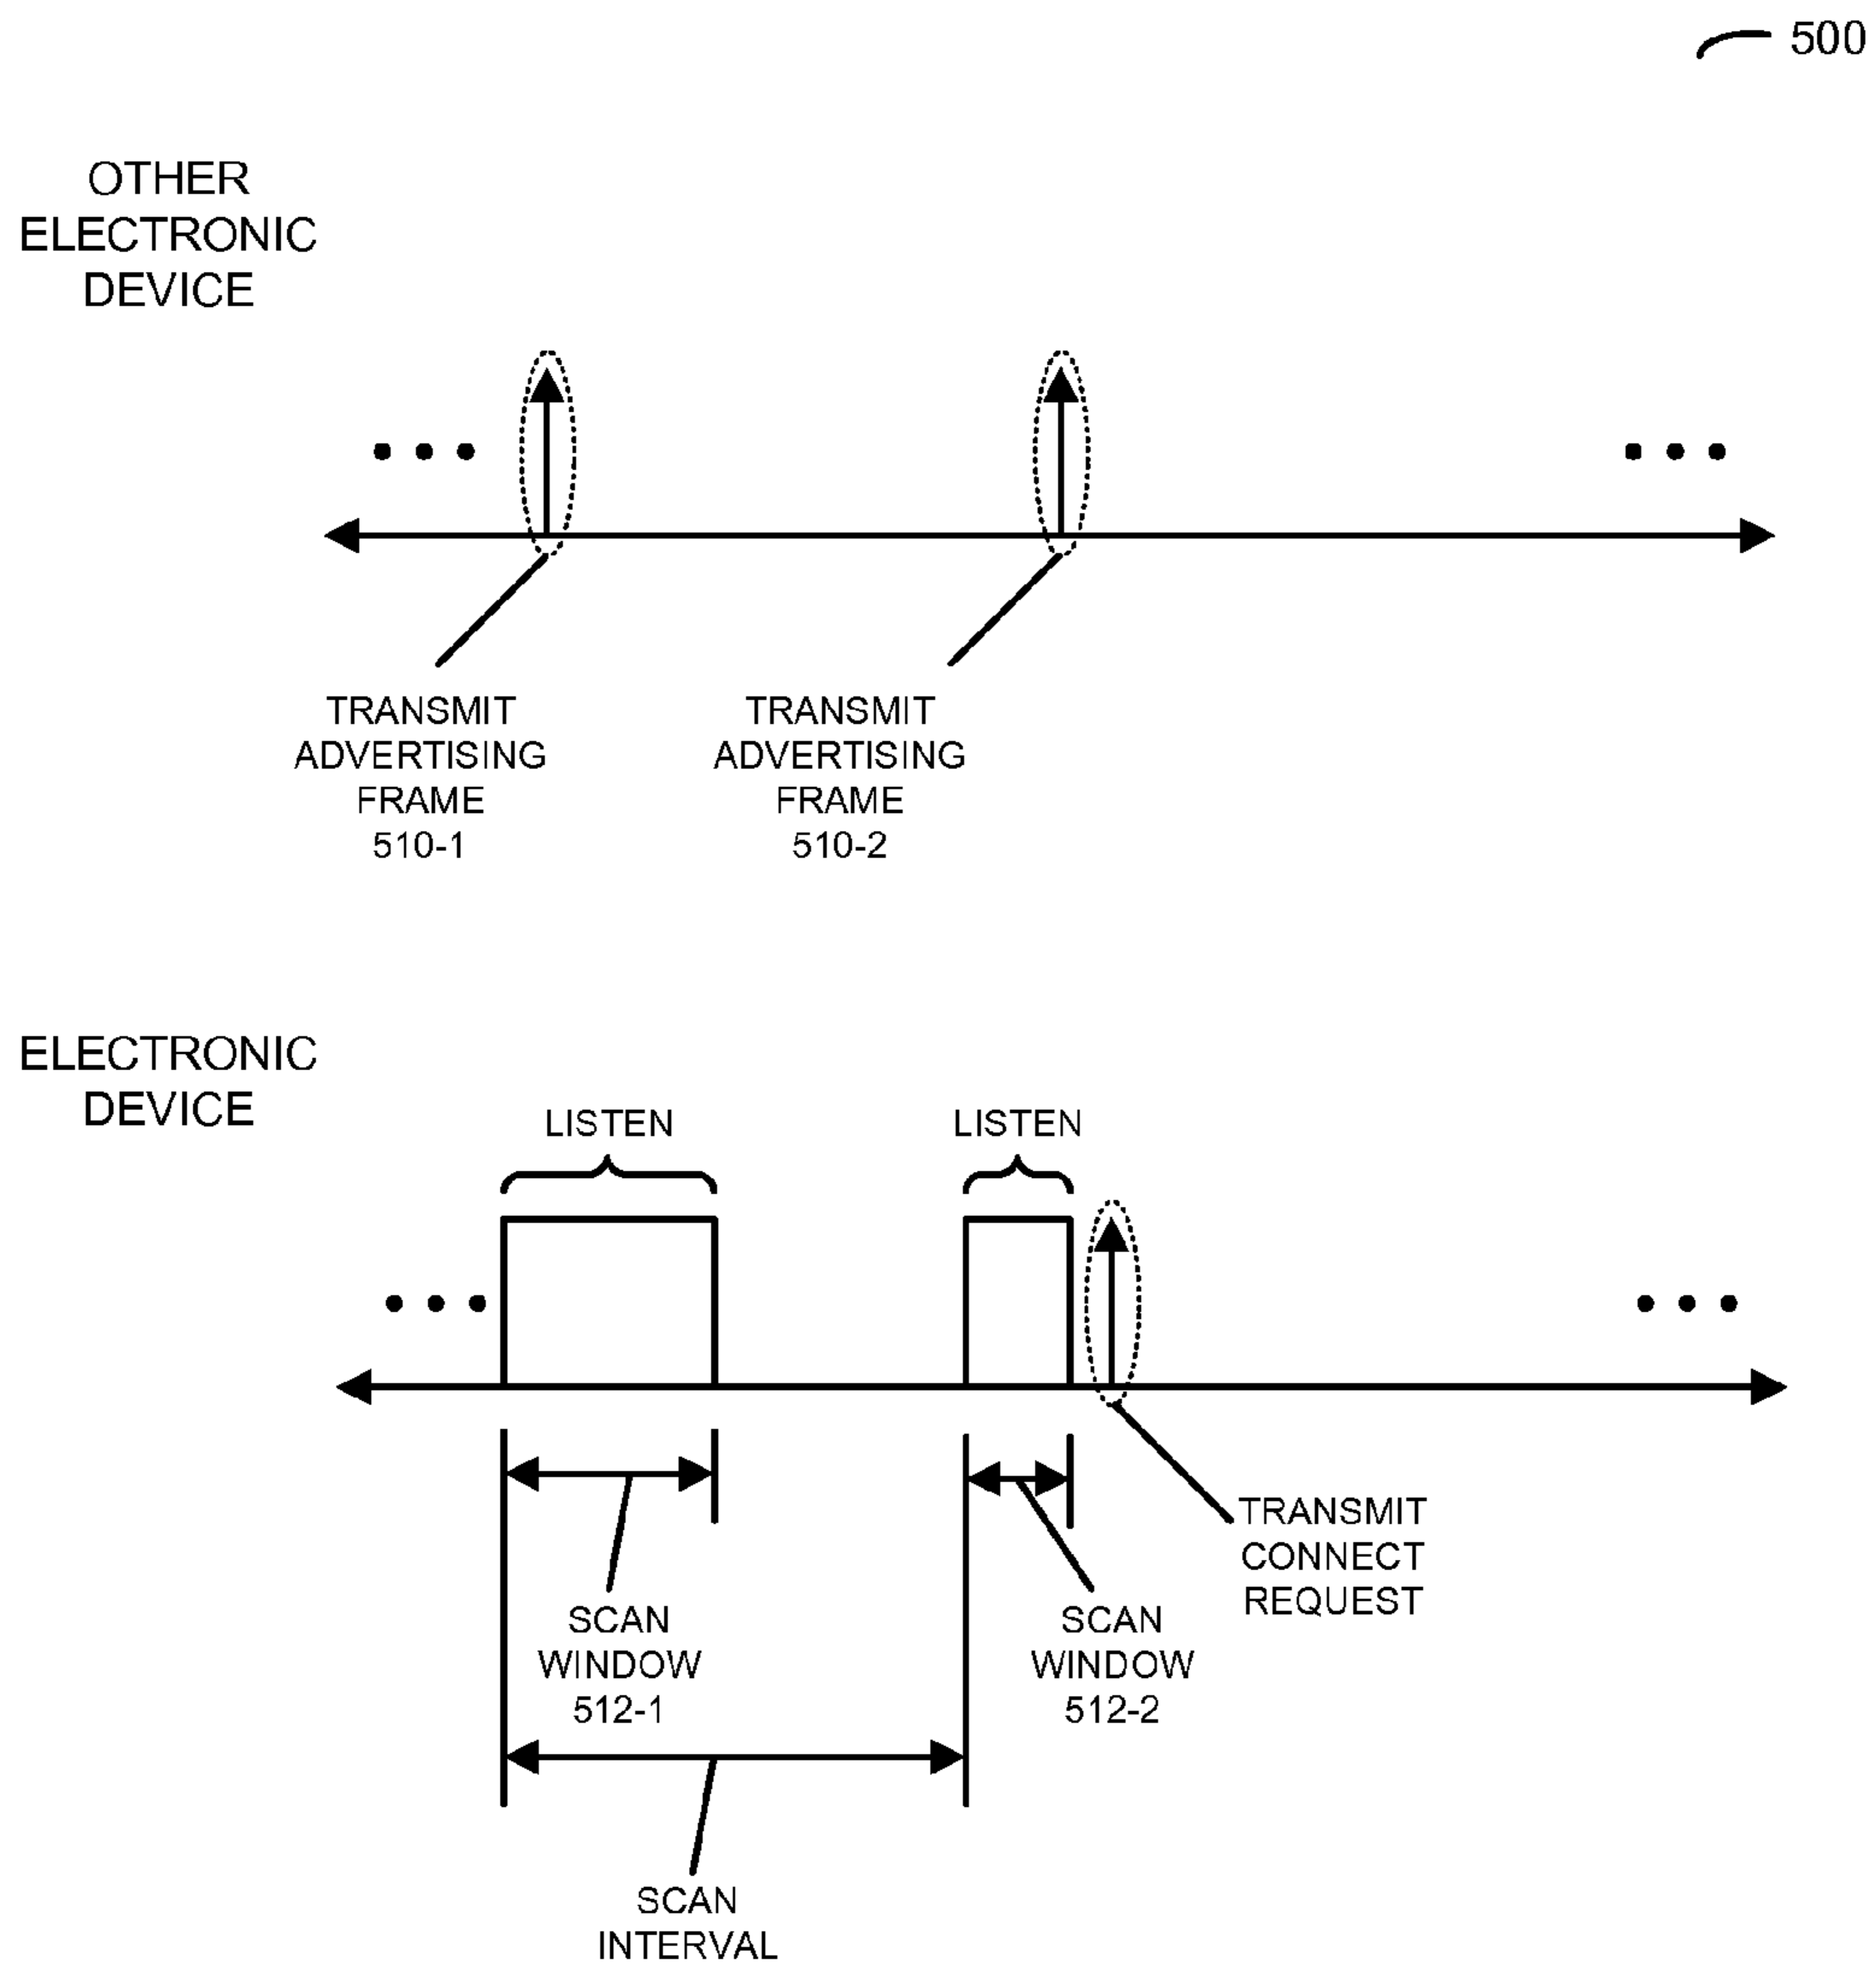 500
OTHER
ELECTRONIC
DEVICE
TRANSMIT
ADVERTISING
FRAME
510-1
TRANSMIT
ADVERTISING
FRAME
510-2
ELECTRONIC
DEVICE
LISTEN
LISTEN
TRANSMIT
CONNECT
REQUEST
SCAN
WINDOW
512-1
SCAN
WINDOW
512-2
SCAN
INTERVAL